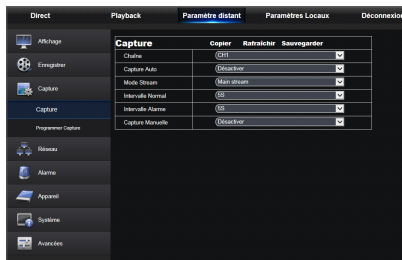 Direct Playback Paramètre distant Paramètres Locaux Déconnexion
Affichage
Enregistrer
Capture
Capture
Programmer Capture
Réseau
Alarme
Appareil
Système
Avancées
Capture Copier Rafraîchir Sauvegarder
Chaîne CH1
Capture Auto Désactiver
Mode Stream Main stream
Intervalle Normal 5S
Intervalle Alarme 5S
Capture Manuelle Désactiver